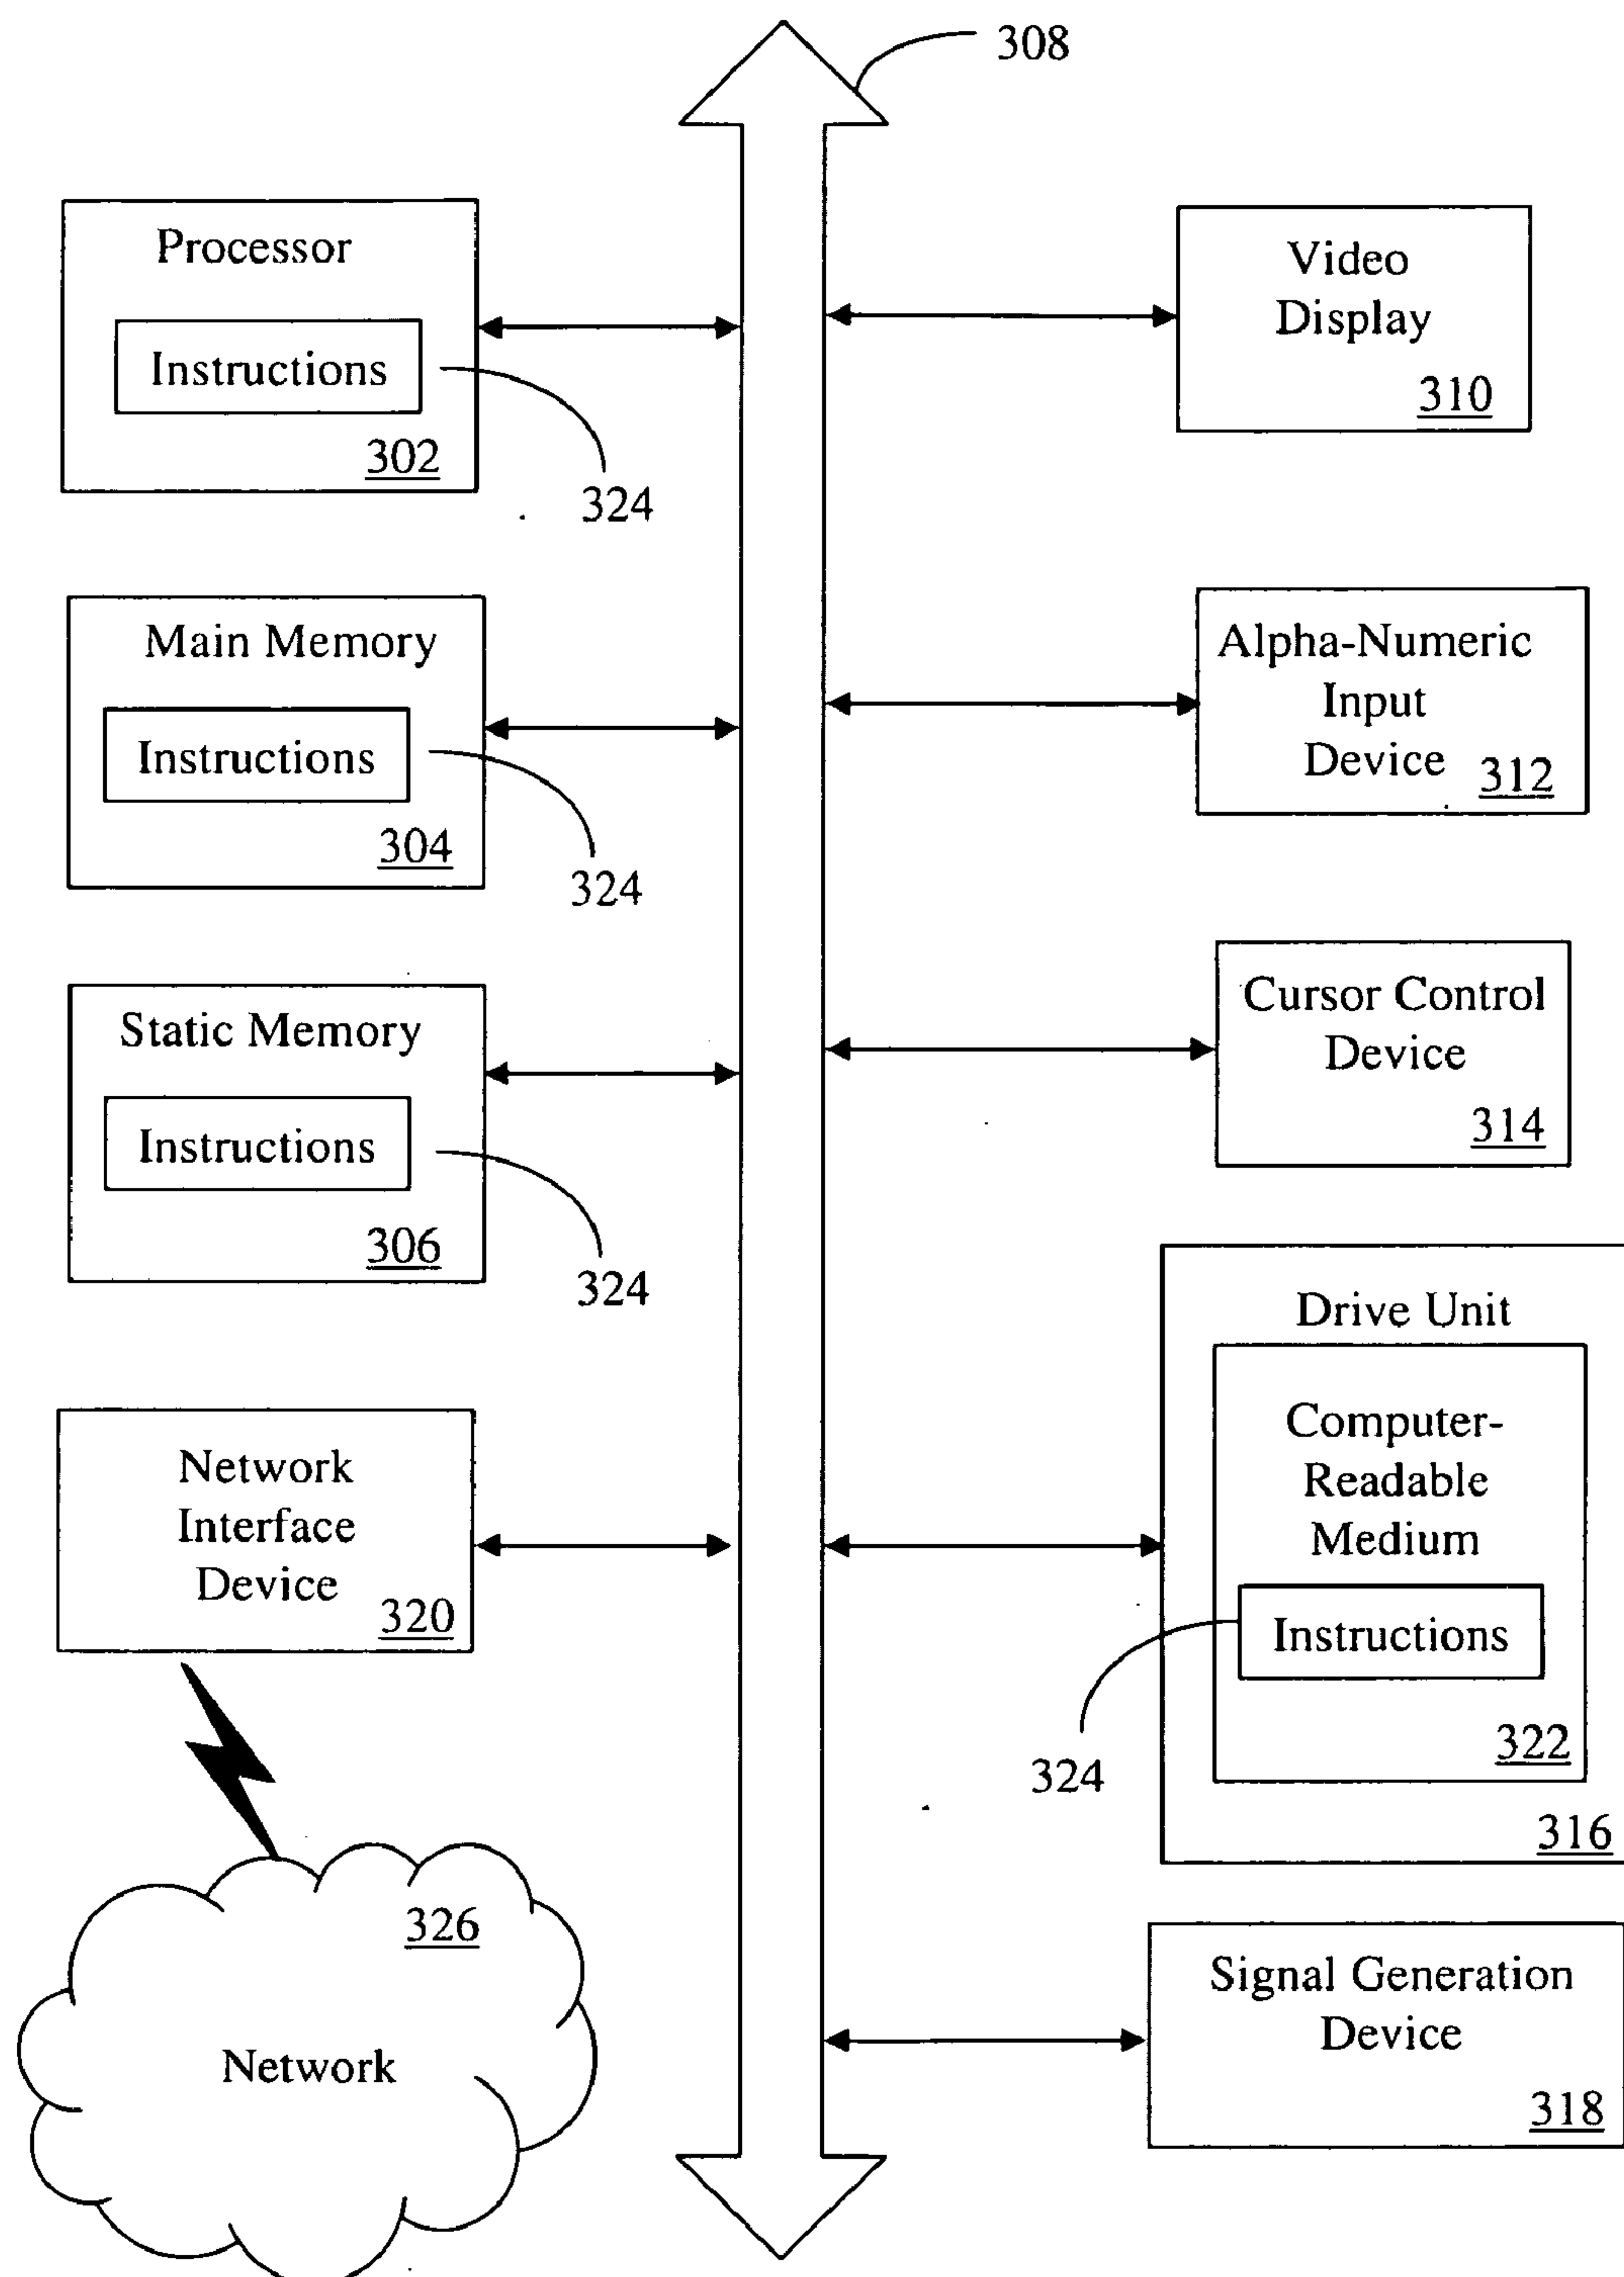 308
Processor
Instructions
302
324
Main Memory
Instructions
304
324
Static Memory
Instructions
306
324
Network
Interface
Device
320
326
Network
Video
Display
310
Alpha-Numeric
Input
Device
312
Cursor Control
Device
314
Drive Unit
Computer-
Readable
Medium
Instructions
322
324
316
Signal Generation
Device
318